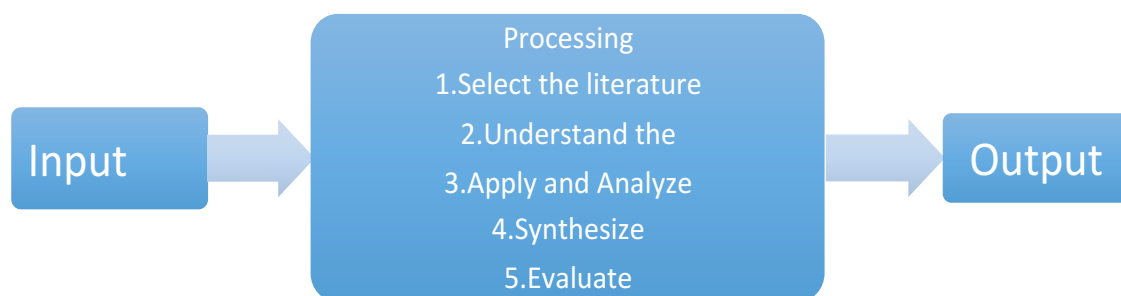 Input
Processing
1.Select the literature
2.Understand the
3.Apply and Analyze
4.Synthesize
5.Evaluate
Output